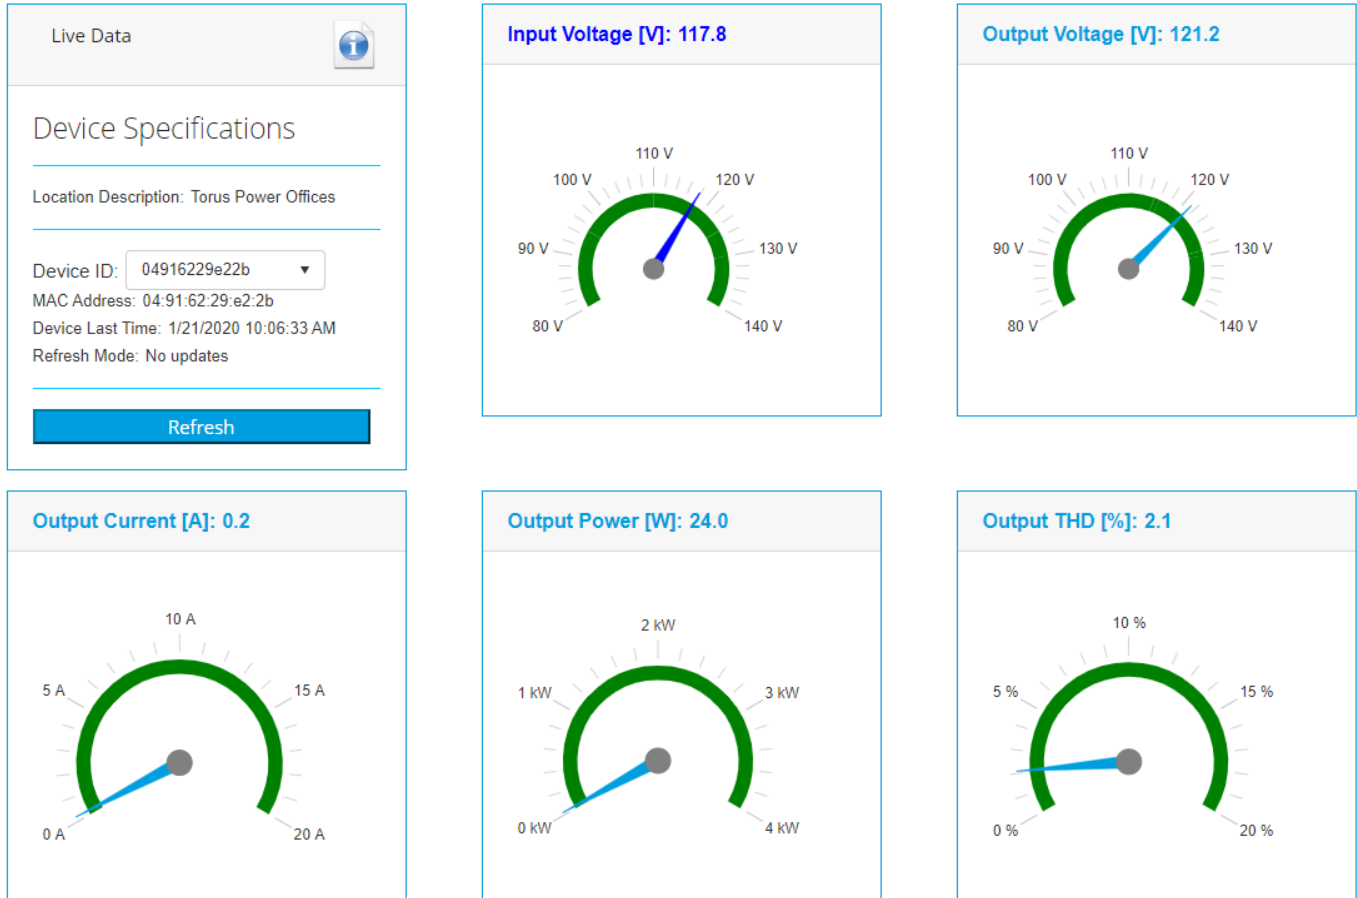 Live Data
Device Specifications
Location Description: Torus Power Offices
Device ID: 04916229e22b
MAC Address: 04:91:62:29:e2:2b
Device Last Time: 1/21/2020 10:06:33 AM
Refresh Mode: No updates
Refresh
Input Voltage [V]: 117.8
110 V
100 V
120 V
90 V
130 V
80 V
140 V
Output Voltage [V]: 121.2
110 V
100 V
120 V
90 V
130 V
80 V
140 V
Output Current [A]: 0.2
10 A
5 A
15 A
0 A
20 A
Output Power [W]: 24.0
2 kW
1 kW
3 kW
0 kW
4 kW
Output THD [%]: 2.1
10 %
5 %
15 %
0 %
20 %